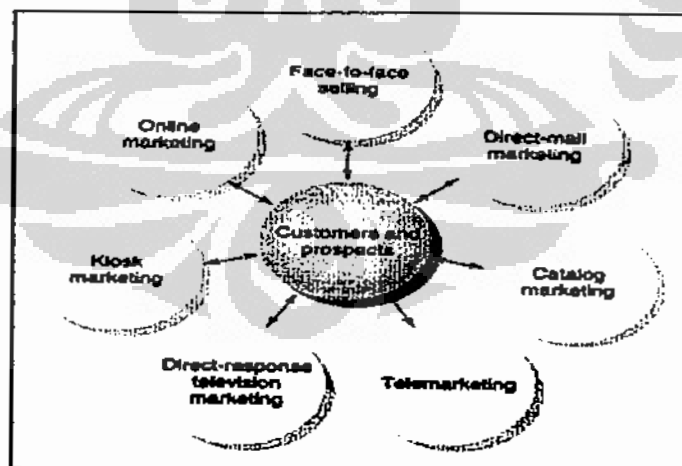 Face-to-face
selling
Online
marketing
Direct-mail
marketing
Customers and
prospects
Kiosk
marketing
Catalog
marketing
Direct-response
television
marketing
Telemarketing